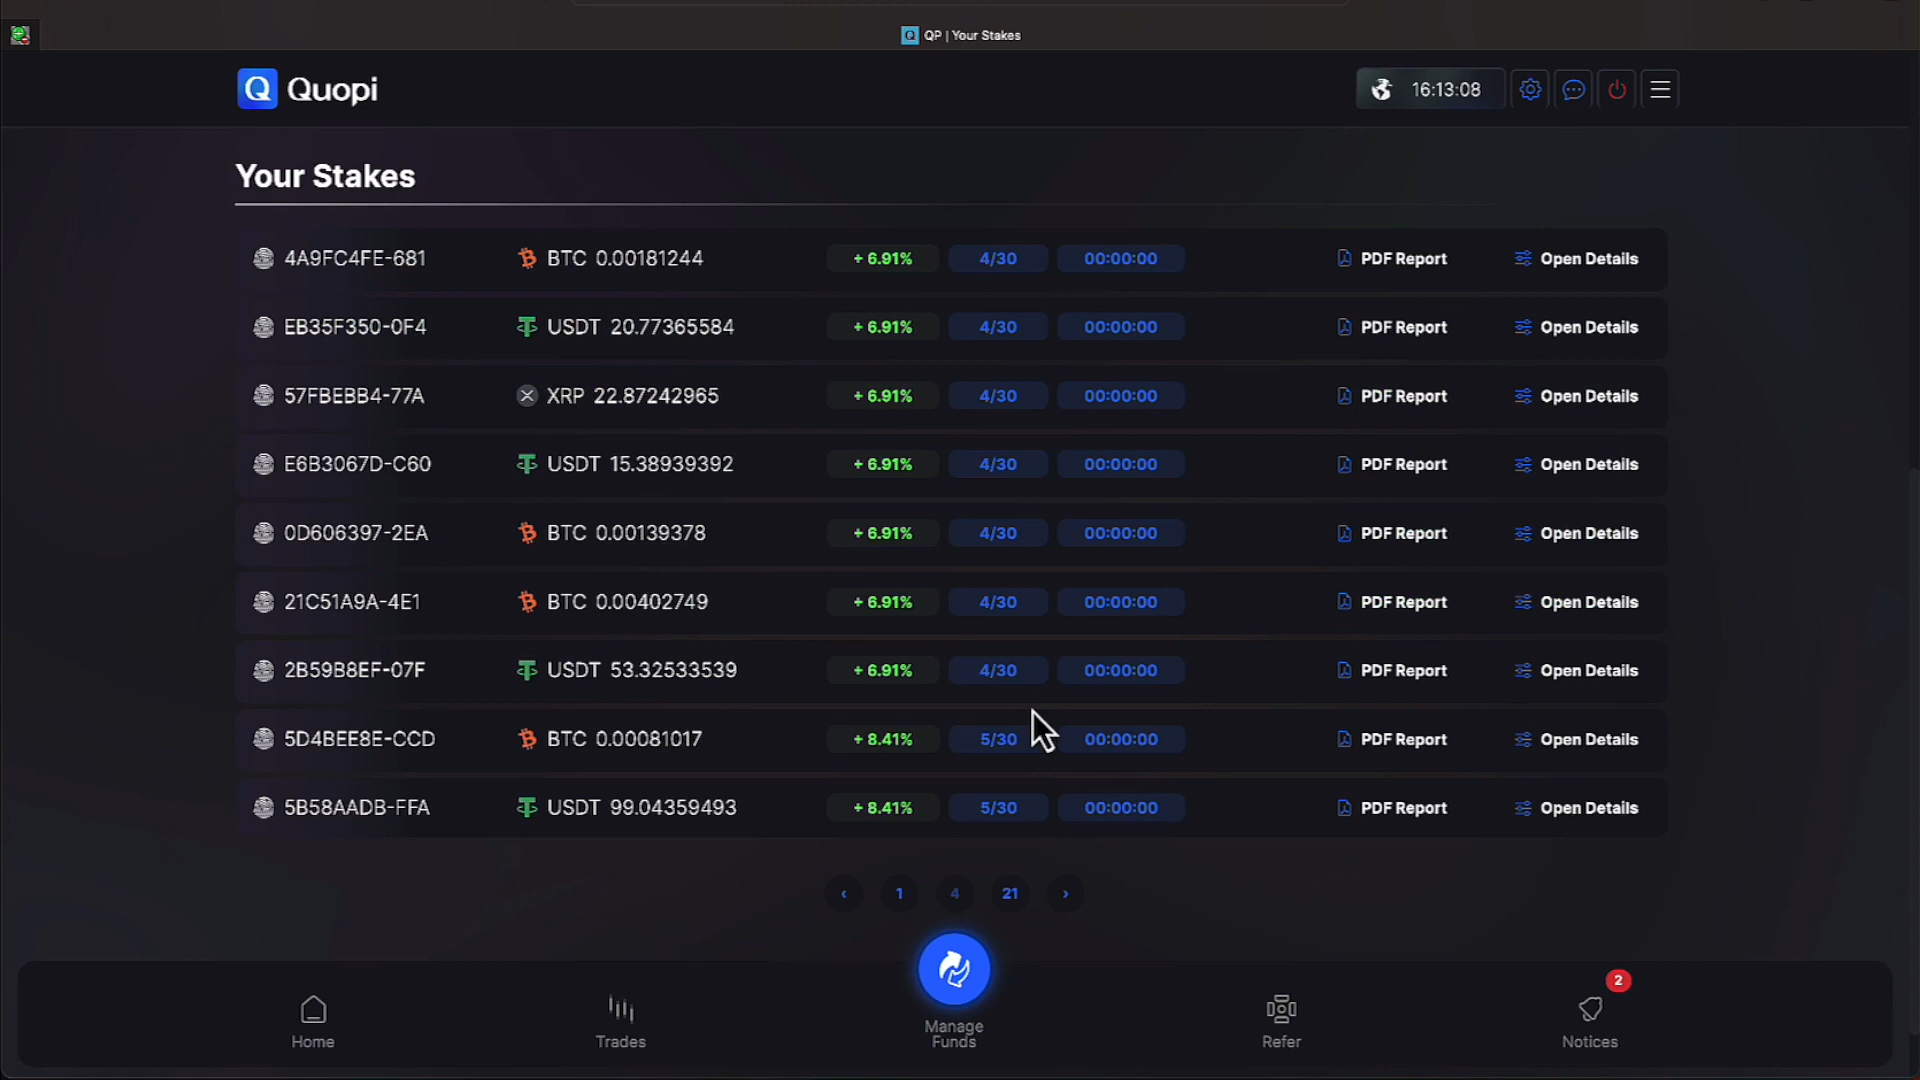 QP | Your Stakes
Quopi
16:13:08
Your Stakes
4A9FC4FE-681 BTC 0.00181244 + 6.91% 4/30 00:00:00 PDF Report Open Details
EB35F350-0F4 USDT 20.77365584 + 6.91% 4/30 00:00:00 PDF Report Open Details
57FBEBB4-77A XRP 22.87242965 + 6.91% 4/30 00:00:00 PDF Report Open Details
E6B3067D-C60 USDT 15.38939392 + 6.91% 4/30 00:00:00 PDF Report Open Details
0D606397-2EA BTC 0.00139378 + 6.91% 4/30 00:00:00 PDF Report Open Details
21C51A9A-4E1 BTC 0.00402749 + 6.91% 4/30 00:00:00 PDF Report Open Details
2B59B8EF-07F USDT 53.32533539 + 6.91% 4/30 00:00:00 PDF Report Open Details
5D4BEE8E-CCD BTC 0.00081017 + 8.41% 5/30 00:00:00 PDF Report Open Details
5B58AADB-FFA USDT 99.04359493 + 8.41% 5/30 00:00:00 PDF Report Open Details
‹ 1 4 21 ›
Home
Trades
Manage
Funds
Refer
2
Notices